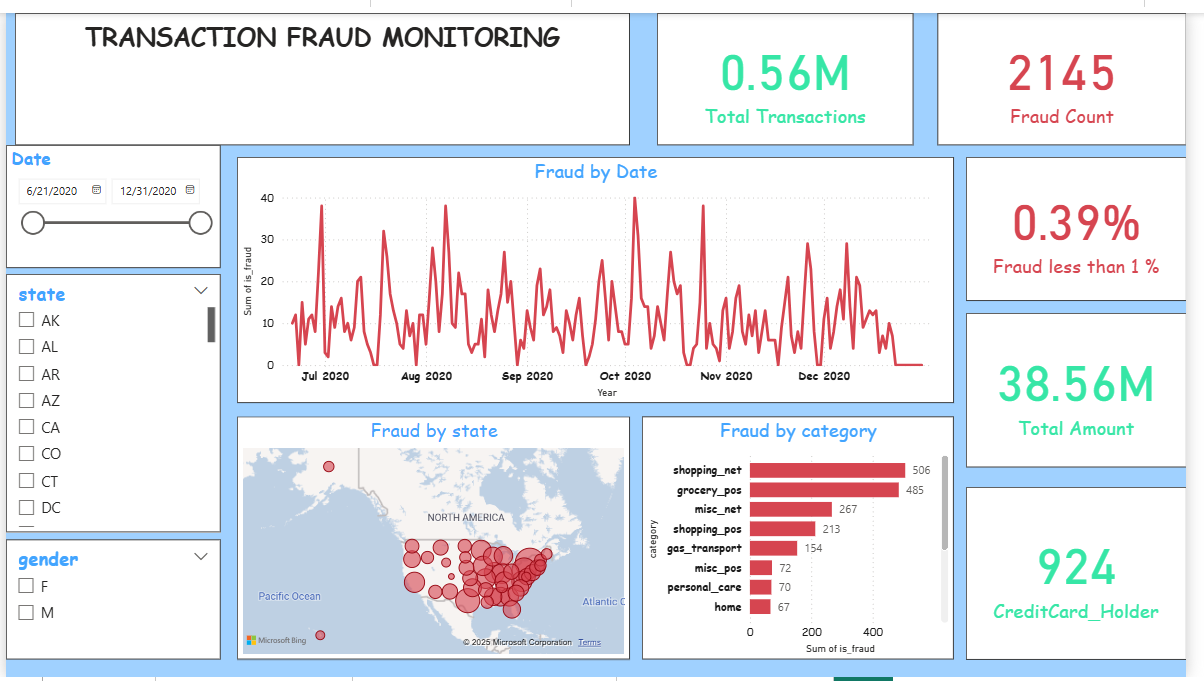 TRANSACTION FRAUD MONITORING
0.56M
Total Transactions
2145
Fraud Count
Date
6/21/2020
12/31/2020
state
AK
AL
AR
AZ
CA
CO
CT
DC
gender
F
M
Fraud by Date
Sum of is_fraud
40
30
20
10
0
Jul 2020
Aug 2020
Sep 2020
Oct 2020
Nov 2020
Dec 2020
Year
0.39%
Fraud less than 1 %
38.56M
Total Amount
924
CreditCard_Holder
Fraud by state
NORTH AMERICA
Pacific Ocean
Atlantic O
Microsoft Bing
© 2025 Microsoft Corporation Terms
Fraud by category
category
shopping_net 506
grocery_pos 485
misc_net 267
shopping_pos 213
gas_transport 154
misc_pos 72
personal_care 70
home 67
0 200 400
Sum of is_fraud